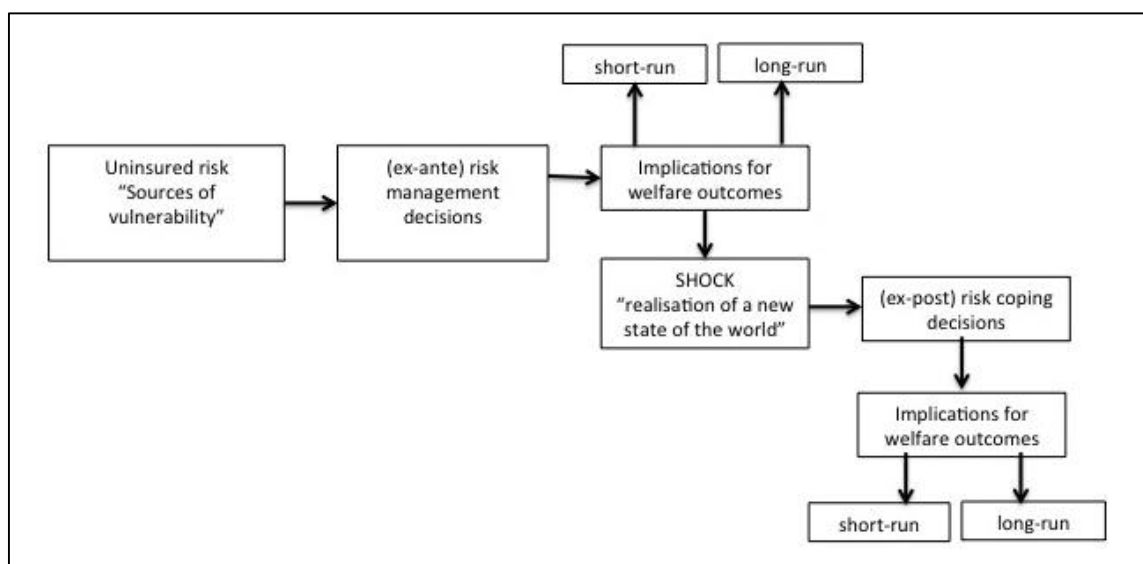 short-run
long-run
Uninsured risk
“Sources of
vulnerability”
(ex-ante) risk
management
decisions
Implications for
welfare outcomes
SHOCK
“realisation of a new
state of the world”
(ex-post) risk coping
decisions
Implications for
welfare outcomes
short-run
long-run